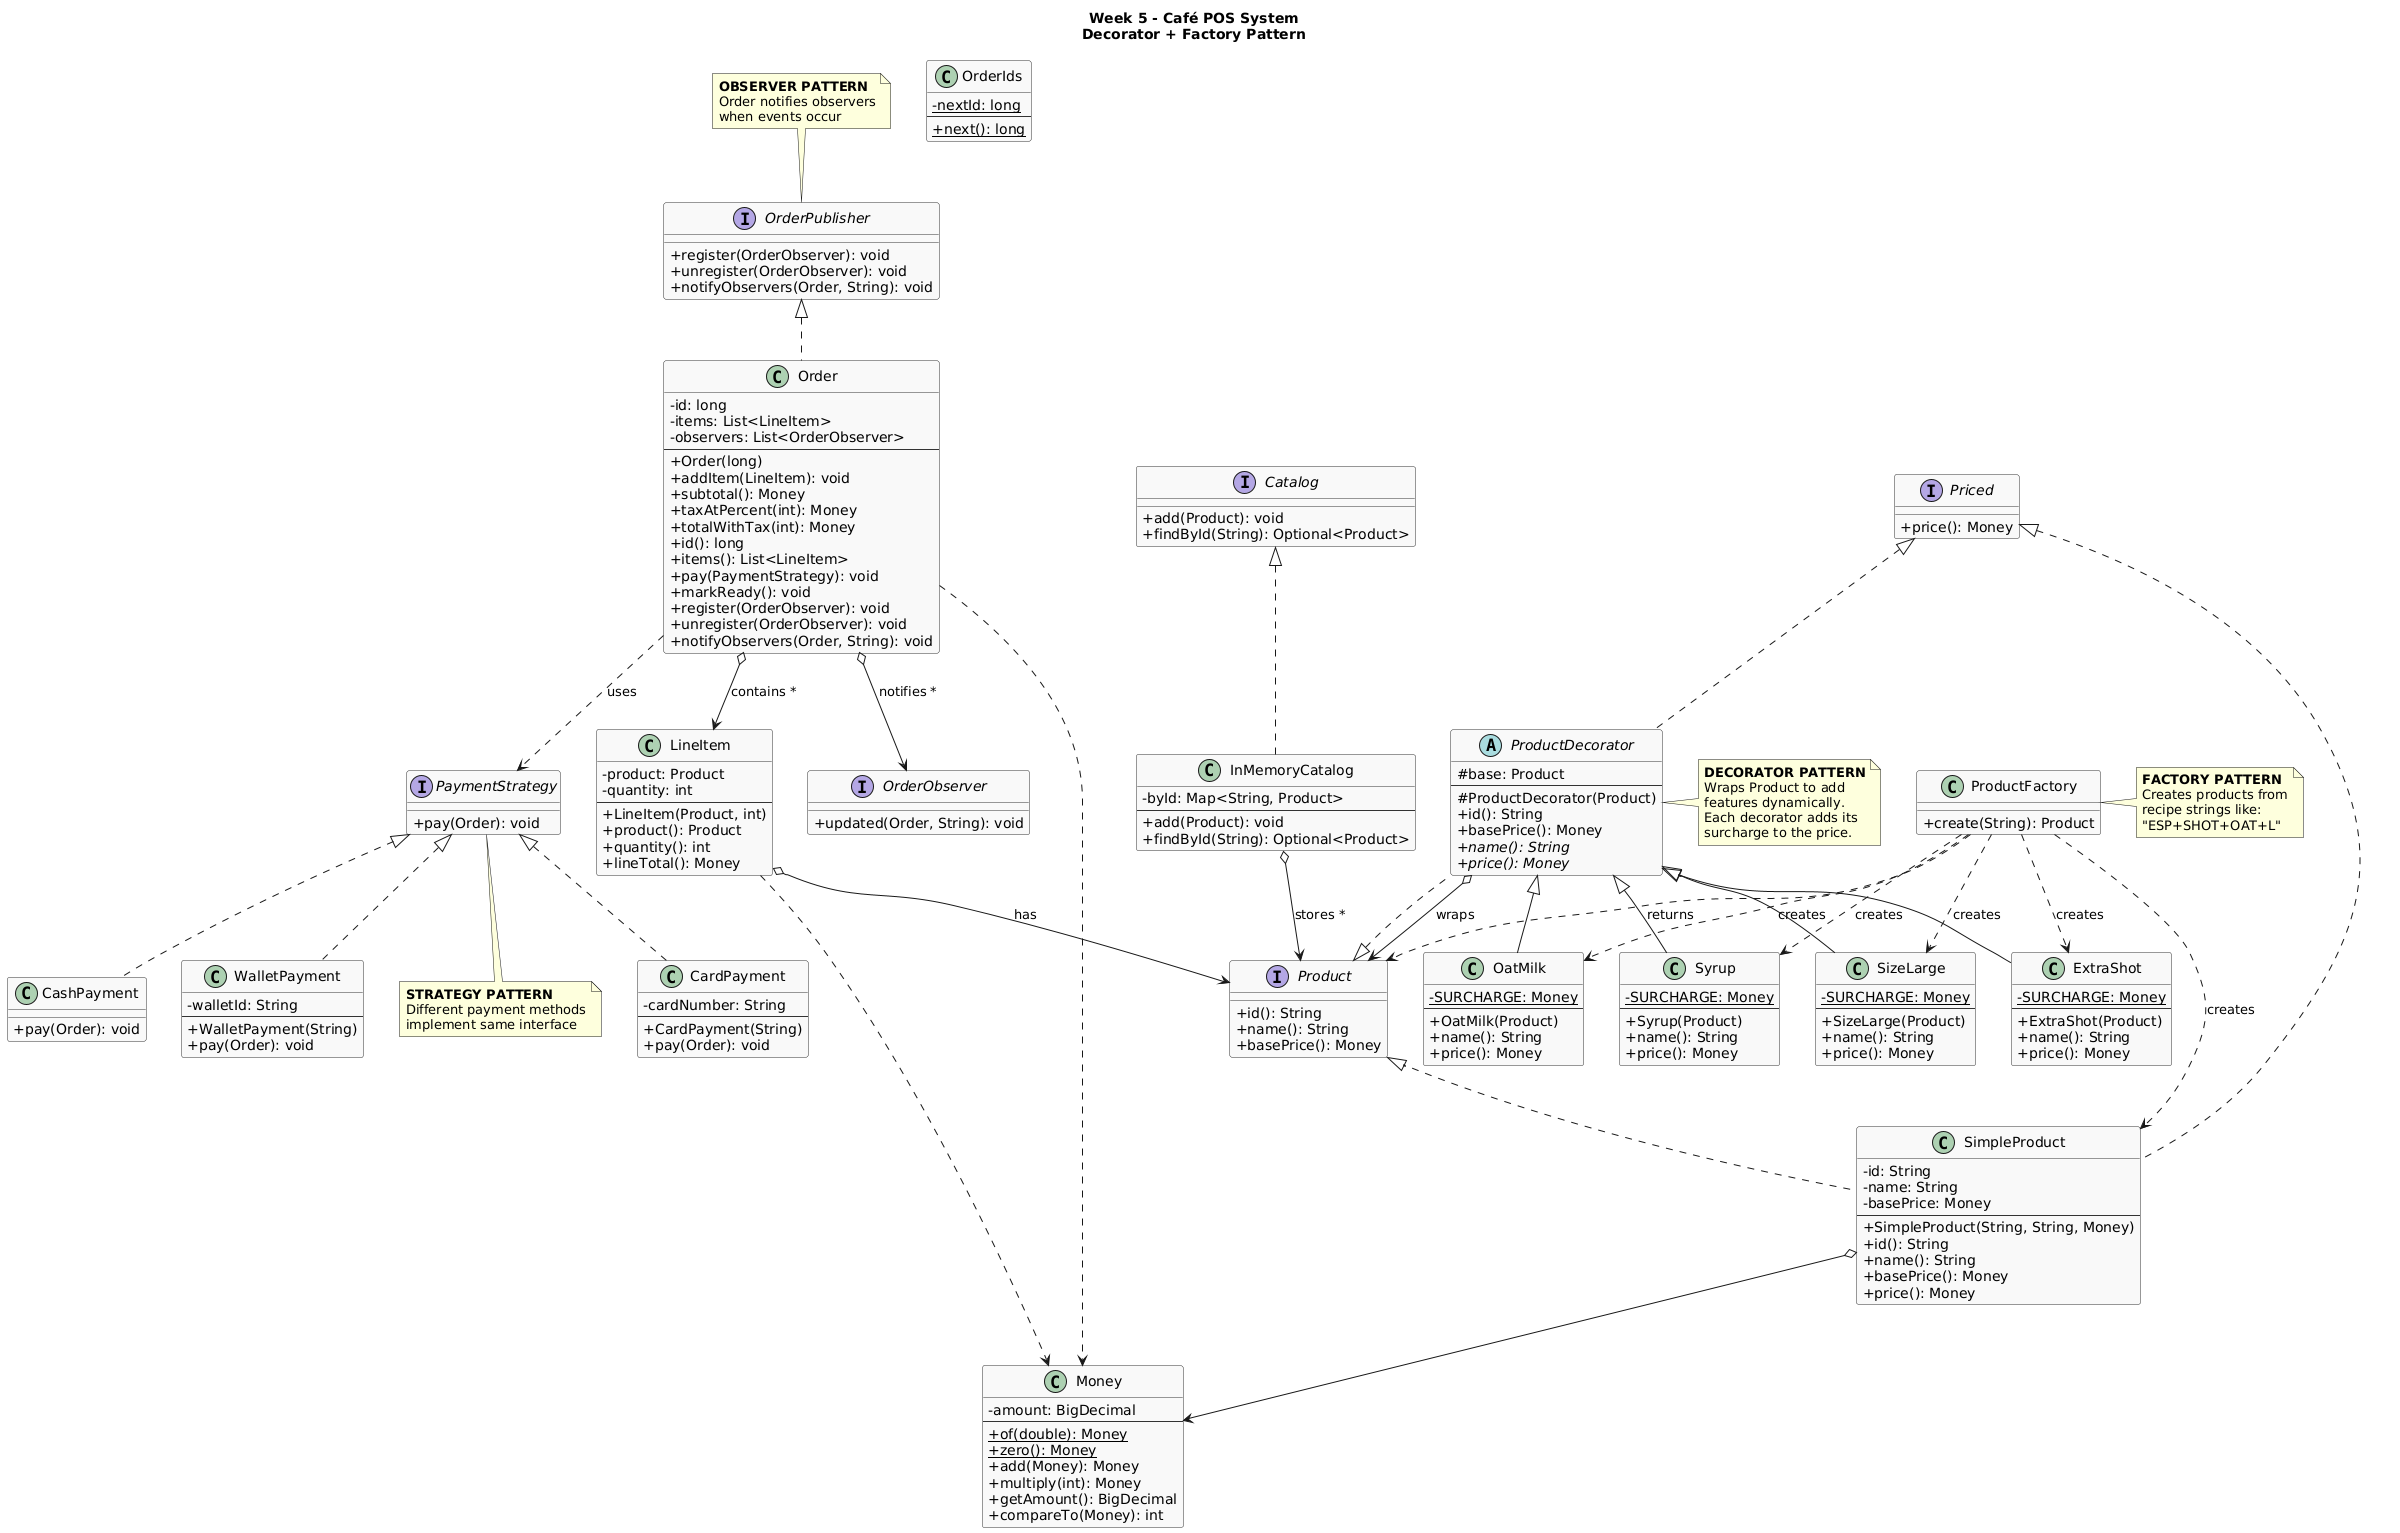 Week 5 - Café POS System
Decorator + Factory Pattern
OBSERVER PATTERN
Order notifies observers
when events occur
C OrderIds
-nextId: long
+next(): long
I OrderPublisher
+register(OrderObserver): void
+unregister(OrderObserver): void
+notifyObservers(Order, String): void
C Order
-id: long
-items: List<LineItem>
-observers: List<OrderObserver>
+Order(long)
+addItem(LineItem): void
+subtotal(): Money
+taxAtPercent(int): Money
+totalWithTax(int): Money
+id(): long
+items(): List<LineItem>
+pay(PaymentStrategy): void
+markReady(): void
+register(OrderObserver): void
+unregister(OrderObserver): void
+notifyObservers(Order, String): void
I Catalog
+add(Product): void
+findById(String): Optional<Product>
I Priced
+price(): Money
uses
contains *
notifies *
I PaymentStrategy
+pay(Order): void
C LineItem
-product: Product
-quantity: int
+LineItem(Product, int)
+product(): Product
+quantity(): int
+lineTotal(): Money
I OrderObserver
+updated(Order, String): void
C InMemoryCatalog
-byId: Map<String, Product>
+add(Product): void
+findById(String): Optional<Product>
A ProductDecorator
#base: Product
#ProductDecorator(Product)
+id(): String
+basePrice(): Money
+name(): String
+price(): Money
DECORATOR PATTERN
Wraps Product to add
features dynamically.
Each decorator adds its
surcharge to the price.
C ProductFactory
+create(String): Product
FACTORY PATTERN
Creates products from
recipe strings like:
"ESP+SHOT+OAT+L"
has
stores *
wraps
returns
creates
creates
creates
creates
creates
C CashPayment
+pay(Order): void
C WalletPayment
-walletId: String
+WalletPayment(String)
+pay(Order): void
STRATEGY PATTERN
Different payment methods
implement same interface
C CardPayment
-cardNumber: String
+CardPayment(String)
+pay(Order): void
I Product
+id(): String
+name(): String
+basePrice(): Money
C OatMilk
-SURCHARGE: Money
+OatMilk(Product)
+name(): String
+price(): Money
C Syrup
-SURCHARGE: Money
+Syrup(Product)
+name(): String
+price(): Money
C SizeLarge
-SURCHARGE: Money
+SizeLarge(Product)
+name(): String
+price(): Money
C ExtraShot
-SURCHARGE: Money
+ExtraShot(Product)
+name(): String
+price(): Money
C SimpleProduct
-id: String
-name: String
-basePrice: Money
+SimpleProduct(String, String, Money)
+id(): String
+name(): String
+basePrice(): Money
+price(): Money
C Money
-amount: BigDecimal
+of(double): Money
+zero(): Money
+add(Money): Money
+multiply(int): Money
+getAmount(): BigDecimal
+compareTo(Money): int